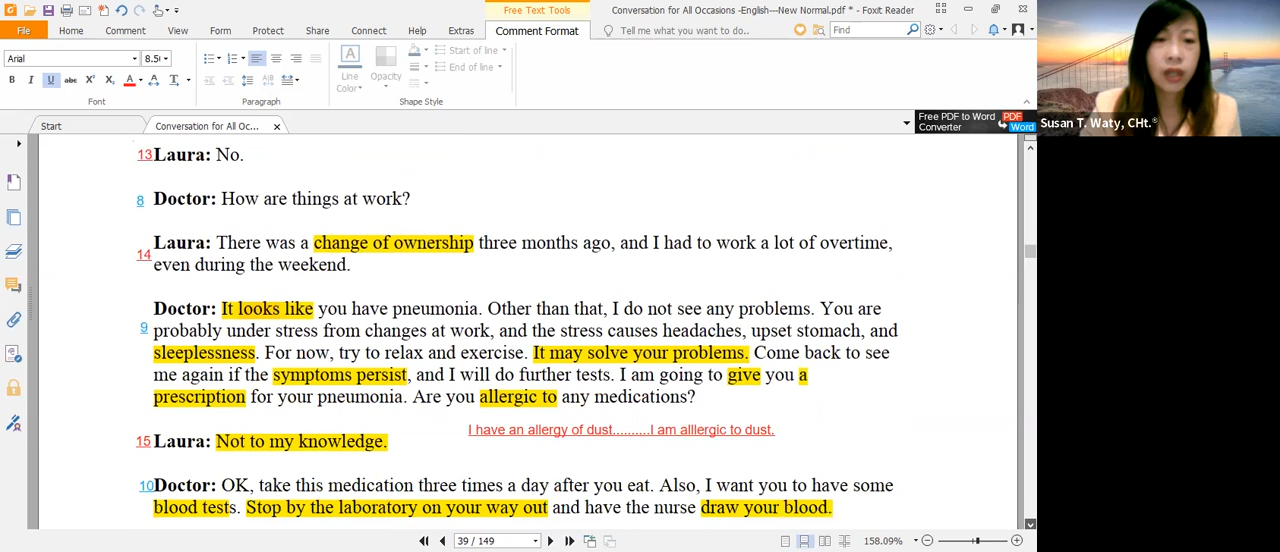 Free Text Tools
Conversation for All Occasions -English---New Normal.pdf * - Foxit Reader
File Home Comment View Form Protect Share Connect Help Extras Comment Format Tell me what you want to do.. Find
Arial 8.5
B I U abc X² X₂ A T T
Line Color
Opacity
Start of line
End of line
Font Paragraph Shape Style
Start Conversation for All Oc...
Free PDF to Word Converter PDF Word
Susan T. Waty, CHt.®
13 Laura: No.
8 Doctor: How are things at work?
Laura: There was a change of ownership three months ago, and I had to work a lot of overtime,
14 even during the weekend.
Doctor: It looks like you have pneumonia. Other than that, I do not see any problems. You are
9 probably under stress from changes at work, and the stress causes headaches, upset stomach, and
sleeplessness. For now, try to relax and exercise. It may solve your problems. Come back to see
me again if the symptoms persist, and I will do further tests. I am going to give you a
prescription for your pneumonia. Are you allergic to any medications?
I have an allergy of dust..........I am alllergic to dust.
15 Laura: Not to my knowledge.
10 Doctor: OK, take this medication three times a day after you eat. Also, I want you to have some
blood tests. Stop by the laboratory on your way out and have the nurse draw your blood.
39 / 149
158.09%